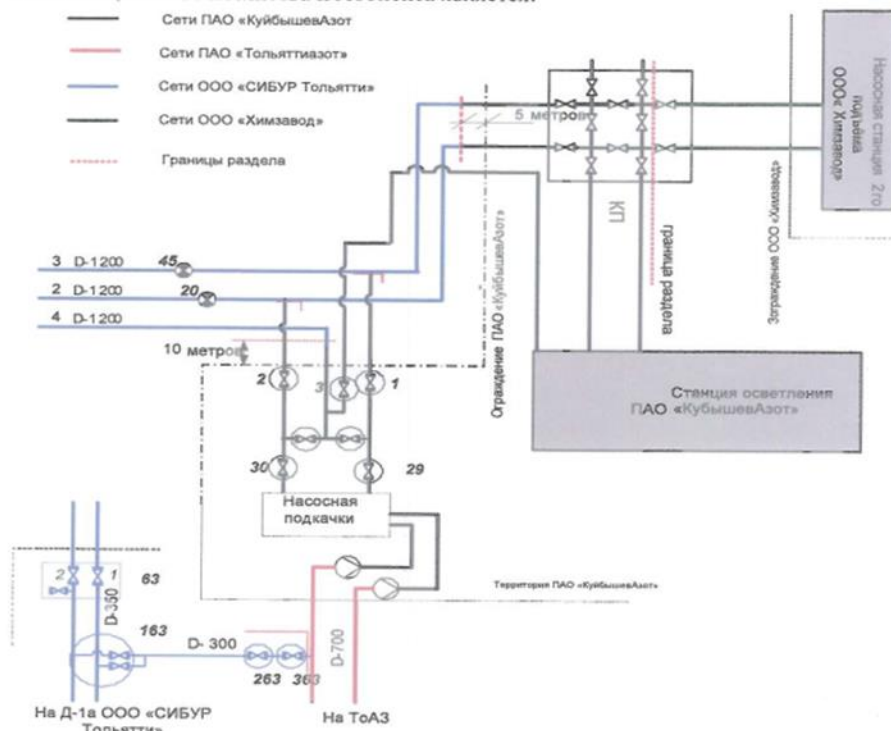 Сети ПАО «КуйбышевАзот»
Сети ПАО «Тольяттиазот»
Сети ООО «СИБУР Тольятти»
Сети ООО «Химзавод»
Границы раздела
5 метров
КП
граница раздела
Насосная станция 2го
подъёма
ООО« Химзавод»
Зограждение ООО «Химзавод»
Ограждение ПАО «КуйбышевАзот»
3 D-1200 45
2 D-1200 20
4 D-1200
10 метров
2 3 1
30 29
Станция осветления
ПАО «КубышевАзот»
Насосная
подкачки
Территория ПАО «КуйбышевАзот»
2 1 63
D-350
163
D- 300
263 363
D-700
На Д-1а ООО «СИБУР
Тольятти»
На ТоАЗ